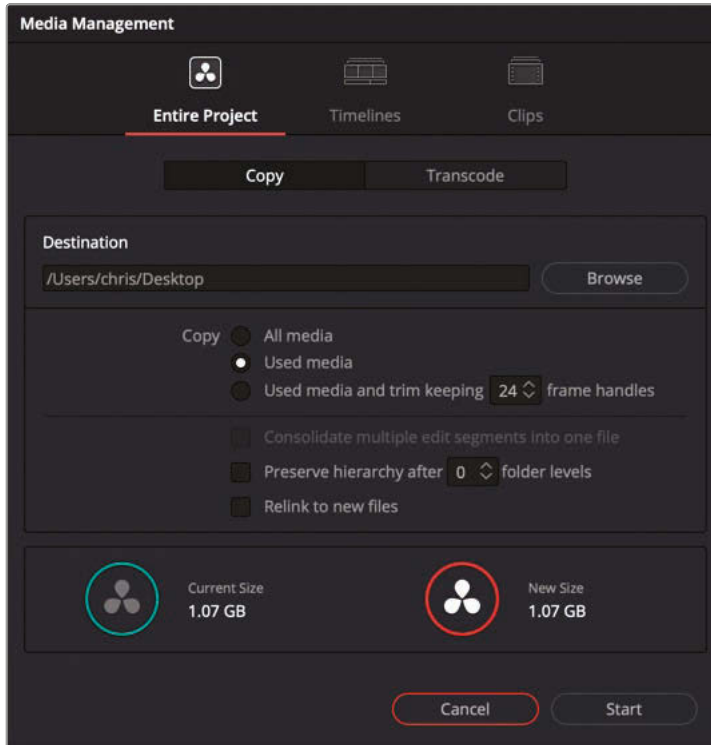 Media Management
Entire Project Timelines Clips
Copy Transcode
Destination
/Users/chris/Desktop Browse
Copy All media
Used media
Used media and trim keeping 24 frame handles
Consolidate multiple edit segments into one file
Preserve hierarchy after 0 folder levels
Relink to new files
Current Size New Size
1.07 GB 1.07 GB
Cancel Start